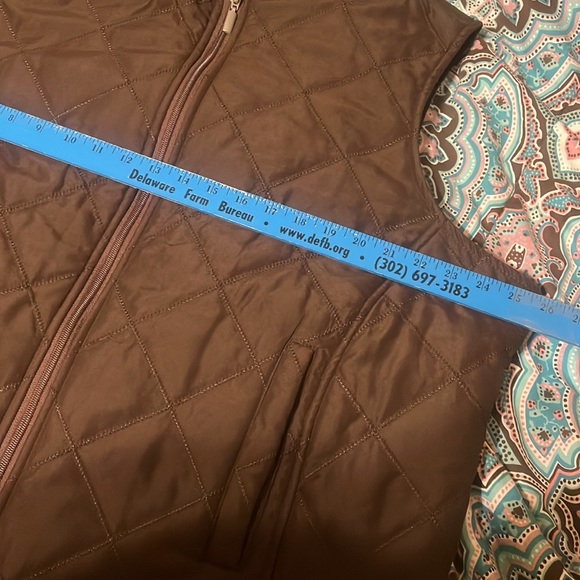 8 9 10 11 12 13 14 15 16 17 18 19 20 21 22 23 24 25 26
Delaware Farm Bureau • www.defb.org • (302) 697-3183